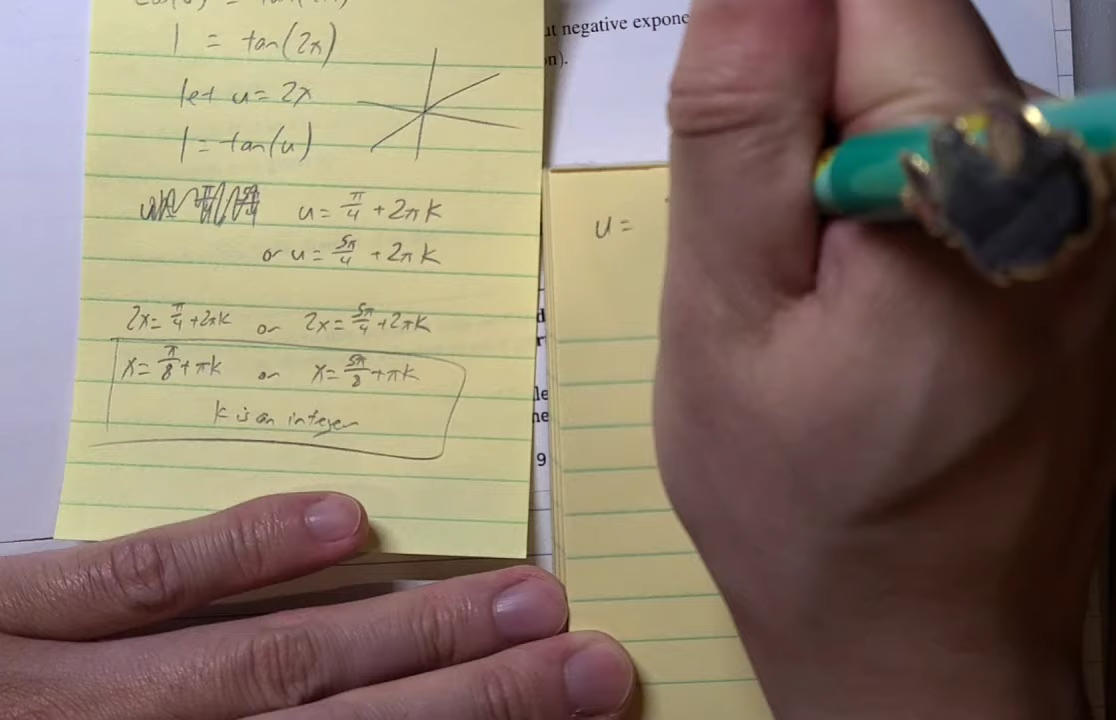 1 = tan(2x)
let u = 2x
1 = tan(u)
u = π/4 + 2πk
or u = 5π/4 + 2πk
2x = π/4 + 2πk or 2x = 5π/4 + 2πk
x = π/8 + πk or x = 5π/8 + πk
k is an integer
negative expone
n).
u =
9